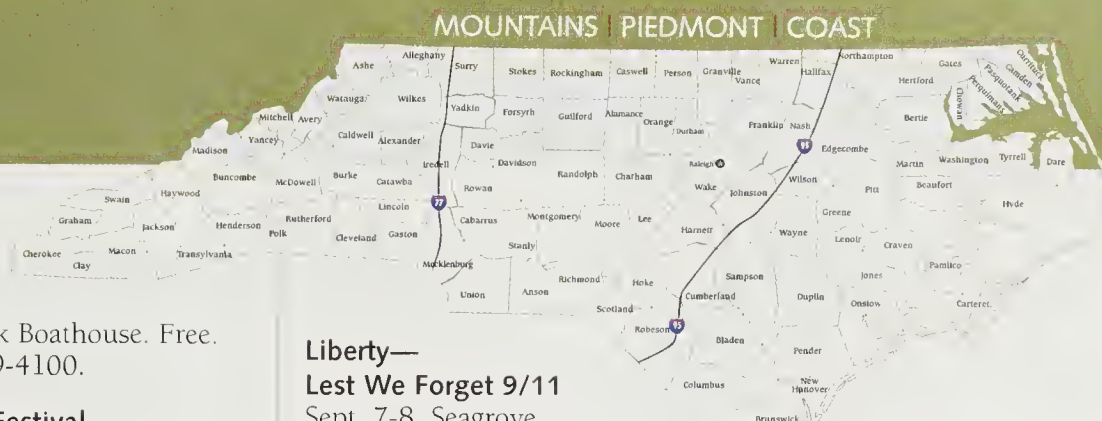 MOUNTAINS | PIEDMONT | COAST
Ashe Alleghany Surry Stokes Rockingham Caswell Person Granville Vance Warren Halifax Northampton Hertford Gates Currituck Camden Pasquotank Perquimans Chowan
Watauga Wilkes Yadkin Forsyth Guilford Alamance Orange Durham Franklin Nash Bertie
Mitchell Avery
Yancey Caldwell Alexander Davie Edgecombe
Madison Iredell Davidson Raleigh Martin Washington Tyrrell Dare
95
Buncombe McDowell Burke Catawba Rowan Randolph Chatham Wake Johnston Wilson Pitt Beaufort
Swain Haywood Lincoln 77 Greene Hyde
Graham Jackson Henderson Polk Rutherford Cleveland Gaston Cabarrus Montgomery Moore Lee Harnett Wayne Lenoir Craven
Cherokee Macon Transylvania Stanly Pamlico
Clay Mecklenburg Richmond Hoke Sampson Jones
Union Anson Scotland Cumberland Duplin Onslow Carteret
Robeson 95 Bladen Pender
Columbus New Hanover
Brunswick
k Boathouse. Free.
9-4100.
Festival
Liberty—
Lest We Forget 9/11
Sept. 7-8, Seagrove